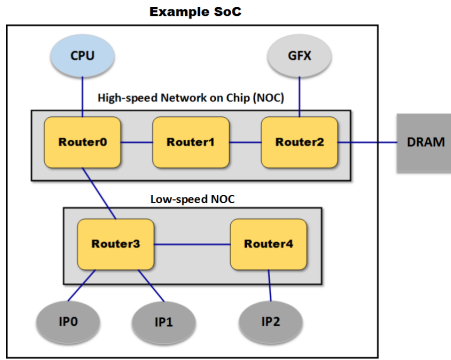 Example SoC
CPU
GFX
High-speed Network on Chip (NOC)
Router0
Router1
Router2
DRAM
Low-speed NOC
Router3
Router4
IP0
IP1
IP2